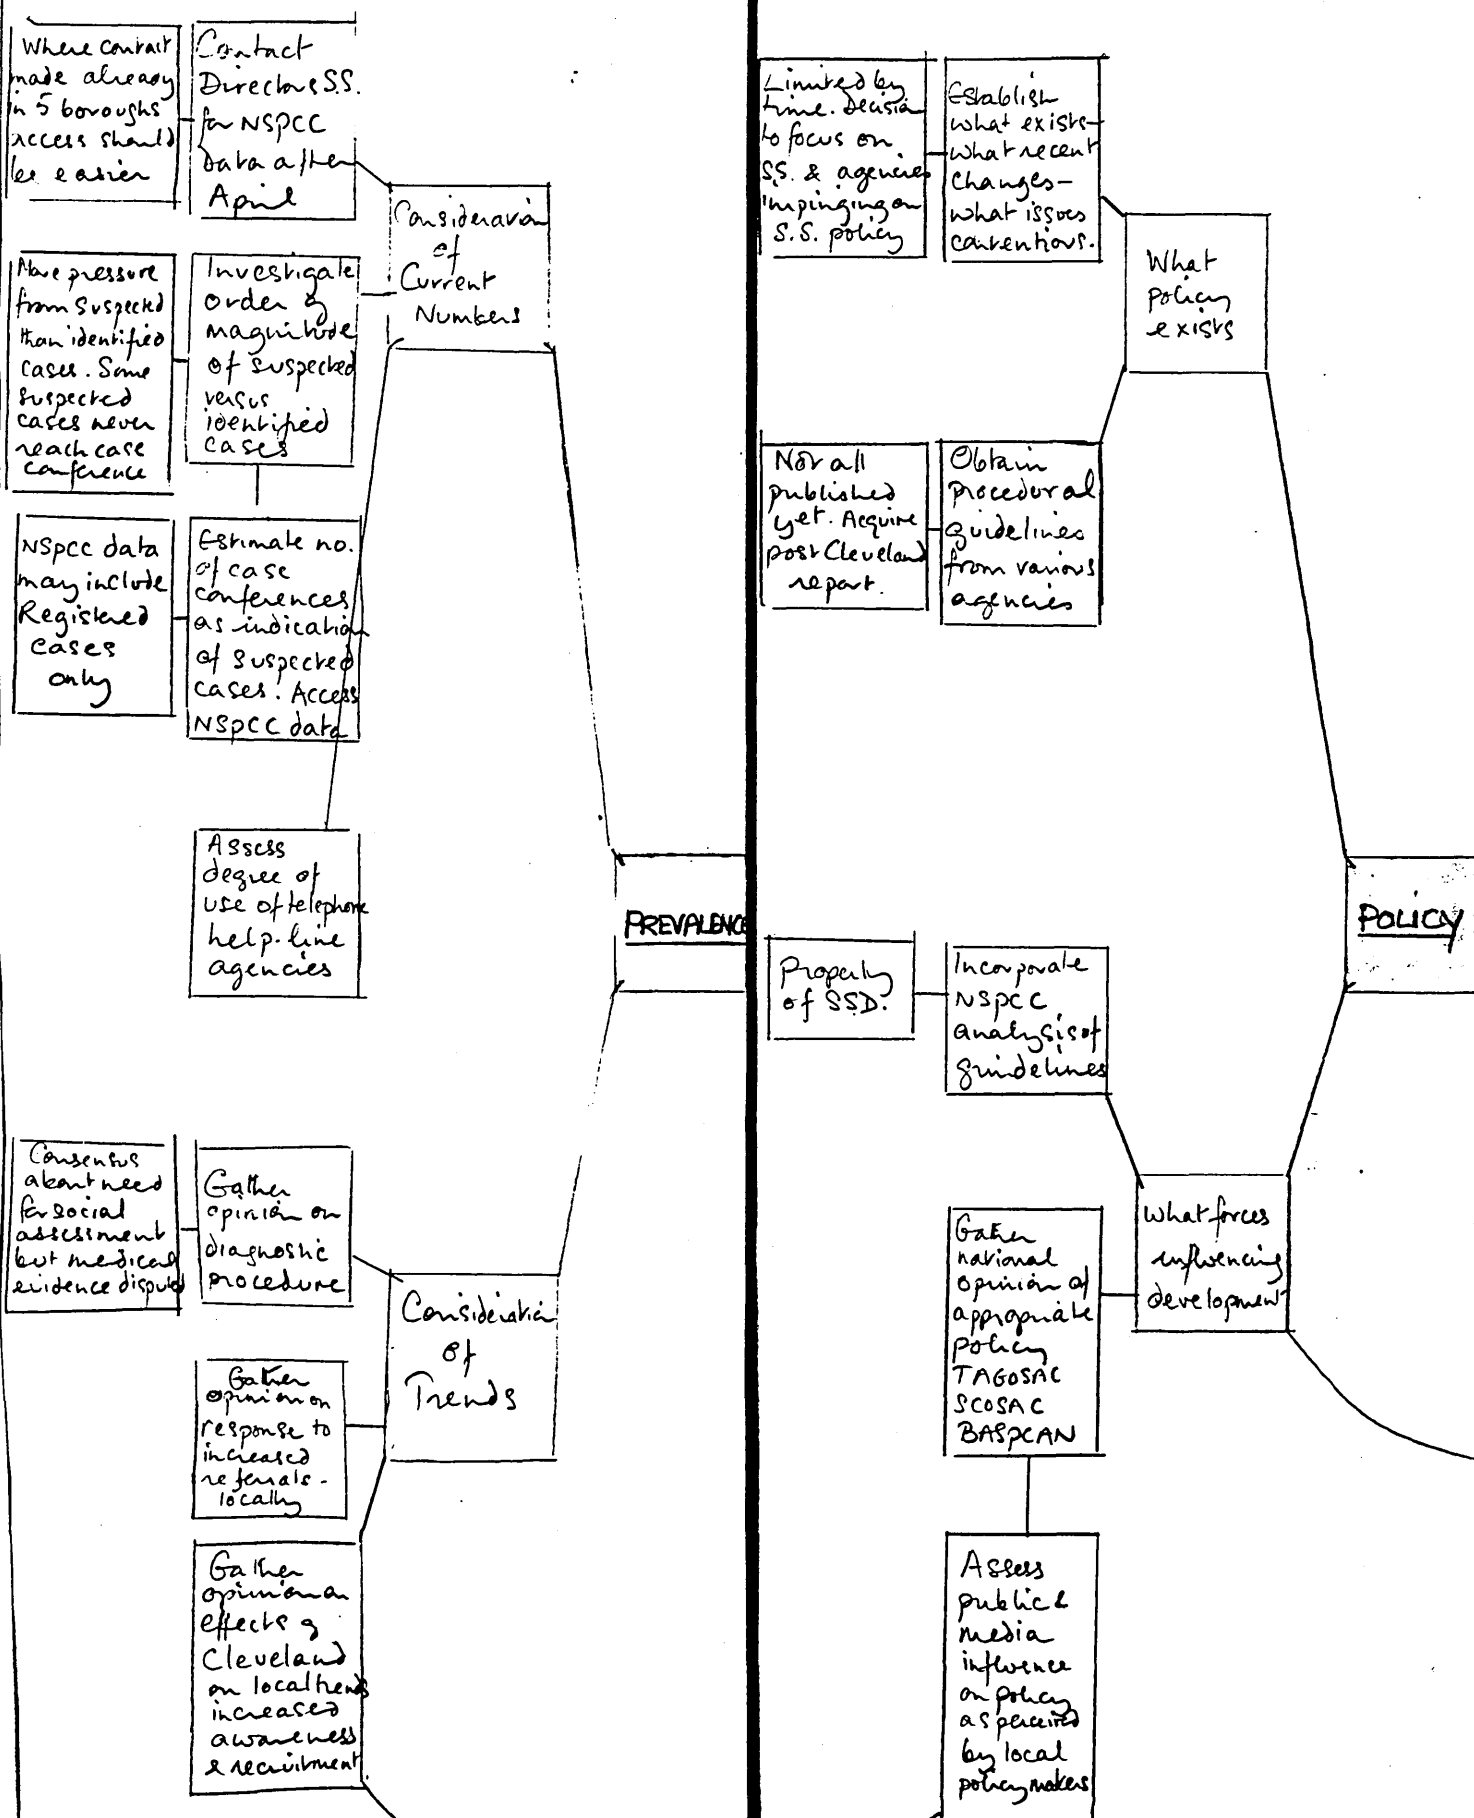 Where contact
made already
in 5 boroughs
access should
be easier
Contact
Directors S.S.
for NSPCC
Data after
April
Consideration
of
Current
Numbers
More pressure
from suspected
than identified
cases. Some
suspected
cases never
reach case
conference
Investigate
order of
magnitude
of suspected
versus
identified
cases
NSPCC data
may include
Registered
cases
only
Estimate no.
of case
conferences
as indication
of suspected
cases. Access
NSPCC data
Assess
degree of
use of telephone
help-line
agencies
PREVALENCE
Consensus
about need
for social
assessment
but medical
evidence disputed
Gather
opinion on
diagnostic
procedure
Consideration
of
Trends
Gather
opinion on
response to
increased
referrals -
locally
Gather
opinion on
effects of
Cleveland
on local trends
increased
awareness
& recruitment
Limited by
time. Decision
to focus on
S.S. & agencies
impinging on
S.S. policy
Establish
what exists-
what recent
changes-
what issues
contentious.
What
policy
exists
Not all
published
yet. Acquire
post Cleveland
report.
Obtain
procedural
guidelines
from various
agencies
POLICY
Property
of SSD.
Incorporate
NSPCC
analysis of
guidelines
What forces
influencing
development
Gather
national
opinion of
appropriate
policy
TAGOSAC
SCOSAC
BASPCAN
Assess
public &
media
influence
on policy
as perceived
by local
policy makers